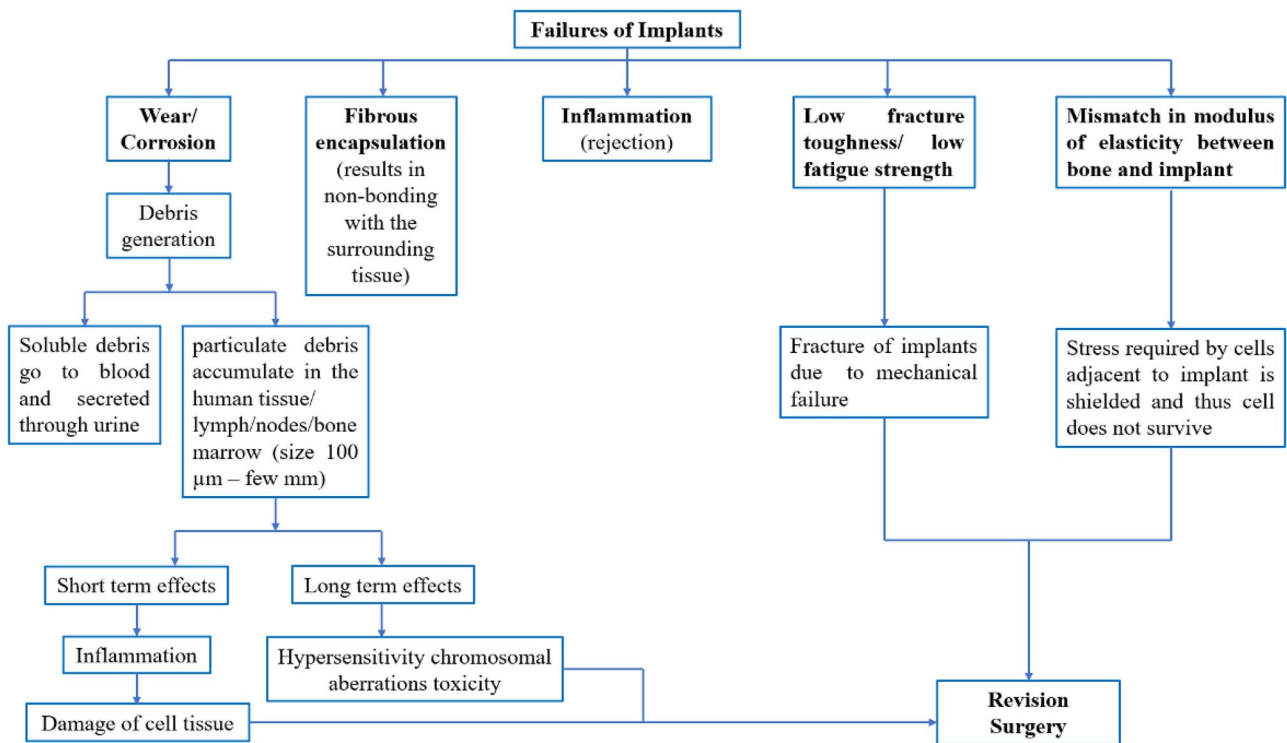 Failures of Implants
Wear/
Corrosion
Fibrous
encapsulation
(results in
non-bonding
with the
surrounding
tissue)
Inflammation
(rejection)
Low fracture
toughness/ low
fatigue strength
Mismatch in modulus
of elasticity between
bone and implant
Debris
generation
Soluble debris
go to blood
and secreted
through urine
particulate debris
accumulate in the
human tissue/
lymph/nodes/bone
marrow (size 100
µm – few mm)
Fracture of implants
due to mechanical
failure
Stress required by cells
adjacent to implant is
shielded and thus cell
does not survive
Short term effects
Long term effects
Inflammation
Hypersensitivity chromosomal
aberrations toxicity
Damage of cell tissue
Revision
Surgery